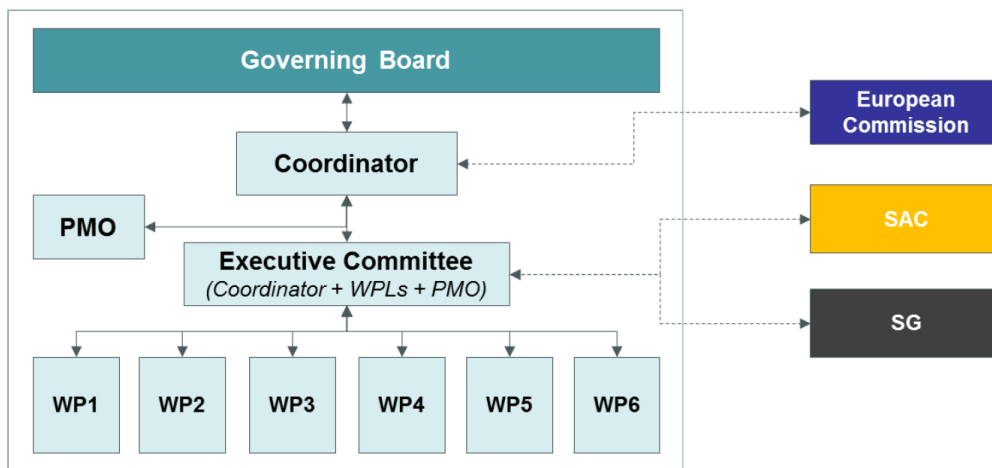 Governing Board
European
Commission
Coordinator
SAC
PMO
Executive Committee
(Coordinator + WPLs + PMO)
SG
WP1
WP2
WP3
WP4
WP5
WP6